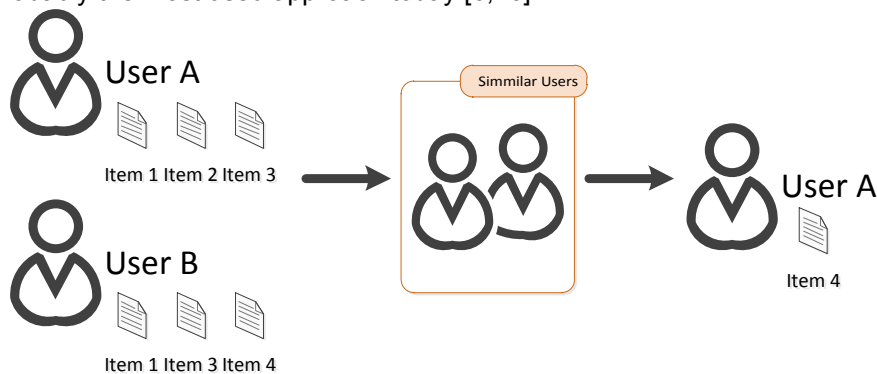 User A
Item 1 Item 2 Item 3
Simmilar Users
User A
Item 4
User B
Item 1 Item 3 Item 4